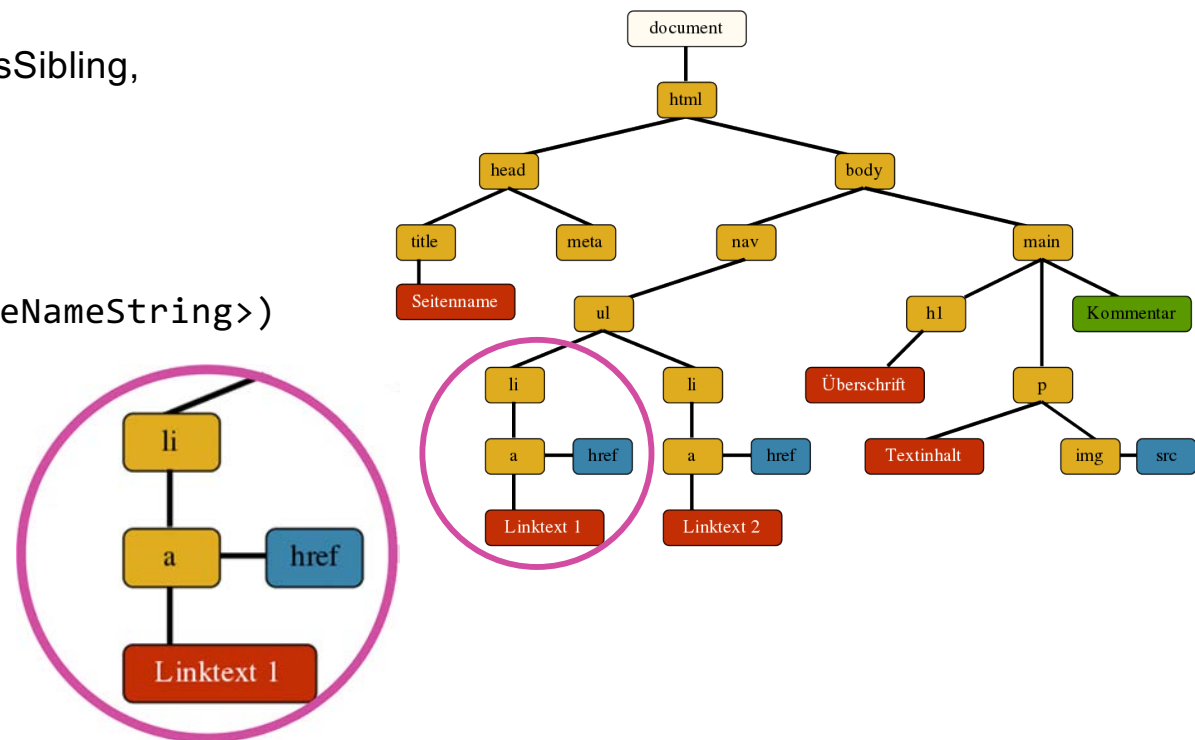 sSibling,
eNameString>)
document
html
head
body
title
meta
nav
main
Seitenname
ul
h1
Kommentar
li
li
Überschrift
p
a
href
a
href
Textinhalt
img
src
Linktext 1
Linktext 2
li
a
href
Linktext 1